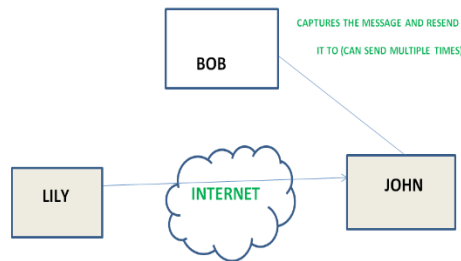 CAPTURES THE MESSAGE AND RESEND
IT TO (CAN SEND MULTIPLE TIMES)
BOB
INTERNET
LILY
JOHN